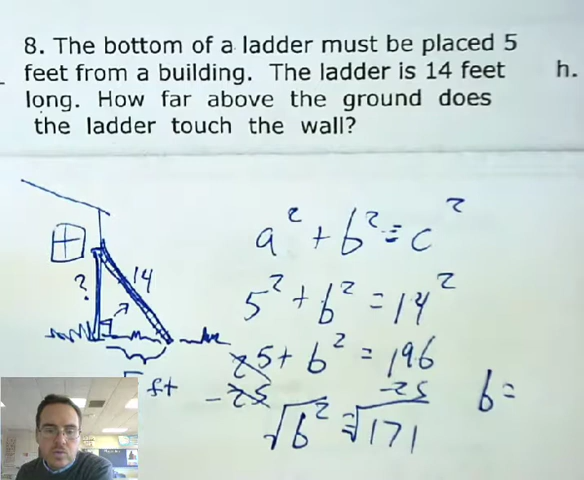 8. The bottom of a ladder must be placed 5
feet from a building. The ladder is 14 feet
long. How far above the ground does
the ladder touch the wall?
h.
a² + b² = c²
5² + b² = 14²
25 + b² = 196
-25 -25
√b² = √171
b =
?
14
5 ft